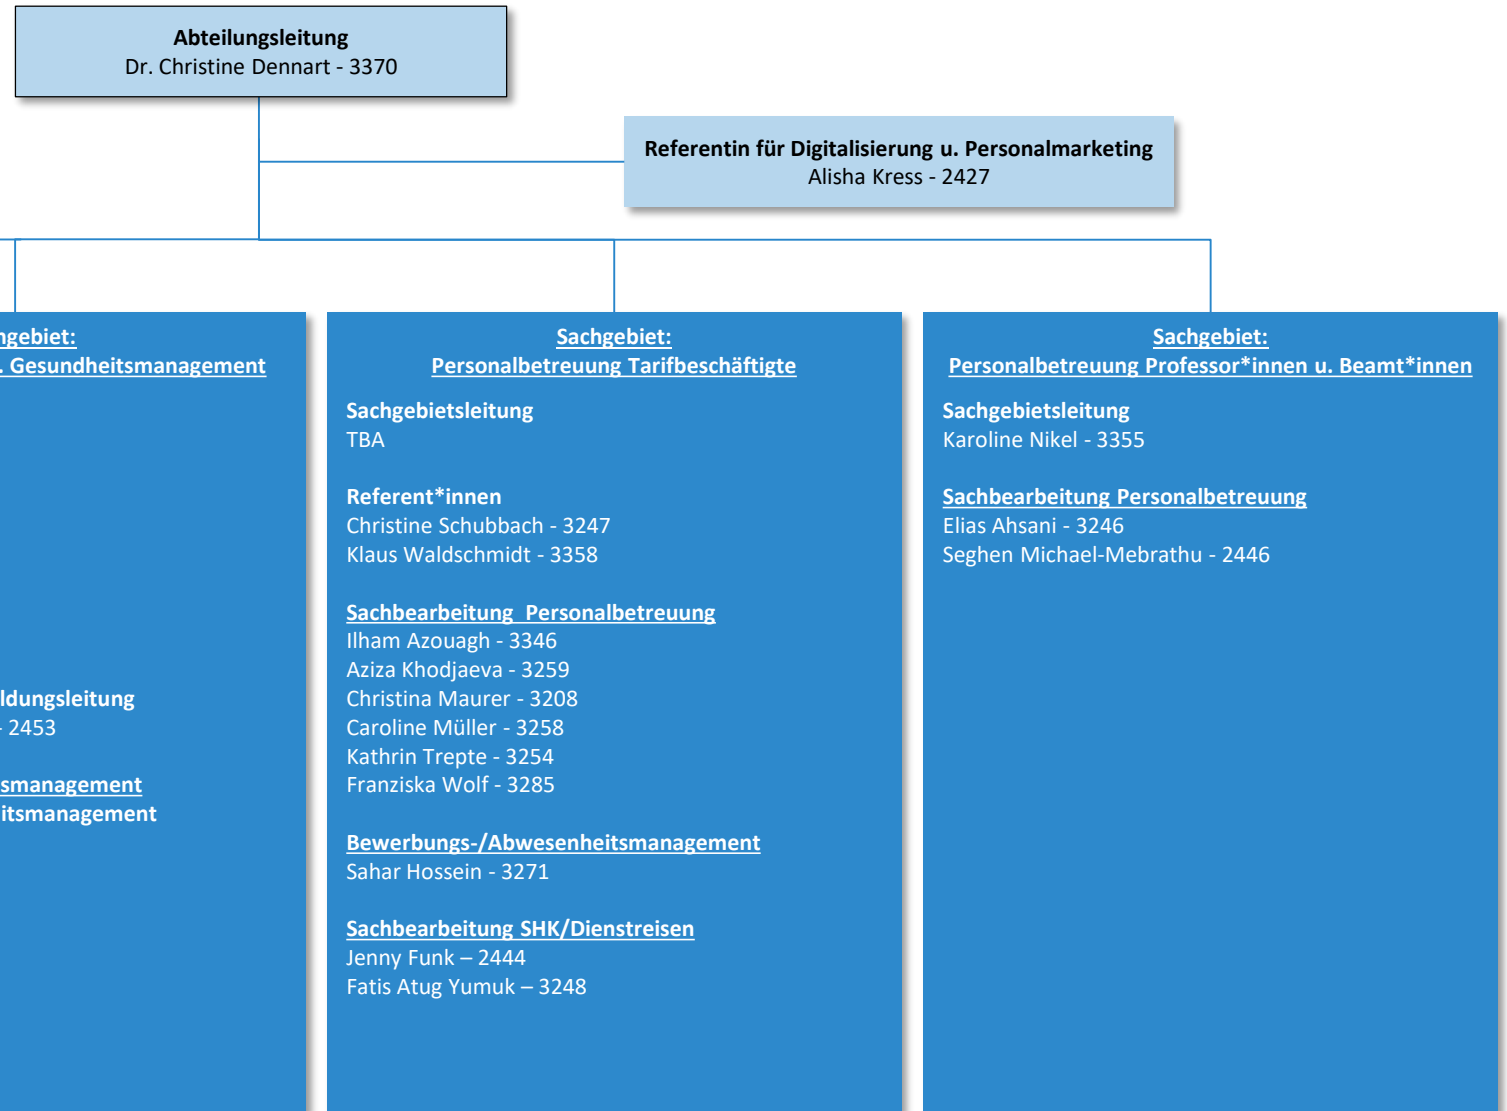 Abteilungsleitung
Dr. Christine Dennart - 3370
Referentin für Digitalisierung u. Personalmarketing
Alisha Kress - 2427
. Gesundheitsmanagement
- 2453
Sachgebiet:
Personalbetreuung Tarifbeschäftigte
Sachgebietsleitung
TBA
Referent*innen
Christine Schubbach - 3247
Klaus Waldschmidt - 3358
Sachbearbeitung Personalbetreuung
Ilham Azouagh - 3346
Aziza Khodjaeva - 3259
Christina Maurer - 3208
Caroline Müller - 3258
Kathrin Trepte - 3254
Franziska Wolf - 3285
Bewerbungs-/Abwesenheitsmanagement
Sahar Hossein - 3271
Sachbearbeitung SHK/Dienstreisen
Jenny Funk – 2444
Fatis Atug Yumuk – 3248
Sachgebiet:
Personalbetreuung Professor*innen u. Beamt*innen
Sachgebietsleitung
Karoline Nikel - 3355
Sachbearbeitung Personalbetreuung
Elias Ahsani - 3246
Seghen Michael-Mebrathu - 2446